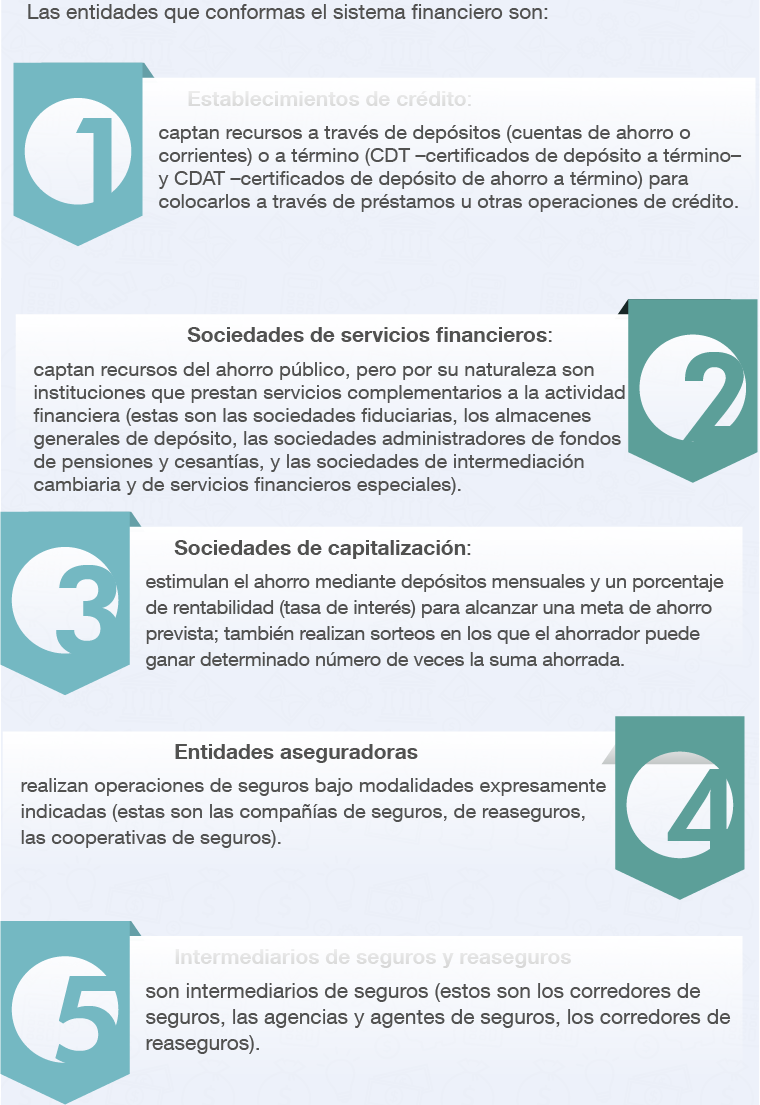 Las entidades que conformas el sistema financiero son:
1
Establecimientos de crédito:
captan recursos a través de depósitos (cuentas de ahorro o
corrientes) o a término (CDT –certificados de depósito a término–
y CDAT –certificados de depósito de ahorro a término) para
colocarlos a través de préstamos u otras operaciones de crédito.
2
Sociedades de servicios financieros:
captan recursos del ahorro público, pero por su naturaleza son
instituciones que prestan servicios complementarios a la actividad
financiera (estas son las sociedades fiduciarias, los almacenes
generales de depósito, las sociedades administradores de fondos
de pensiones y cesantías, y las sociedades de intermediación
cambiaria y de servicios financieros especiales).
3
Sociedades de capitalización:
estimulan el ahorro mediante depósitos mensuales y un porcentaje
de rentabilidad (tasa de interés) para alcanzar una meta de ahorro
prevista; también realizan sorteos en los que el ahorrador puede
ganar determinado número de veces la suma ahorrada.
4
Entidades aseguradoras
realizan operaciones de seguros bajo modalidades expresamente
indicadas (estas son las compañías de seguros, de reaseguros,
las cooperativas de seguros).
5
Intermediarios de seguros y reaseguros
son intermediarios de seguros (estos son los corredores de
seguros, las agencias y agentes de seguros, los corredores de
reaseguros).